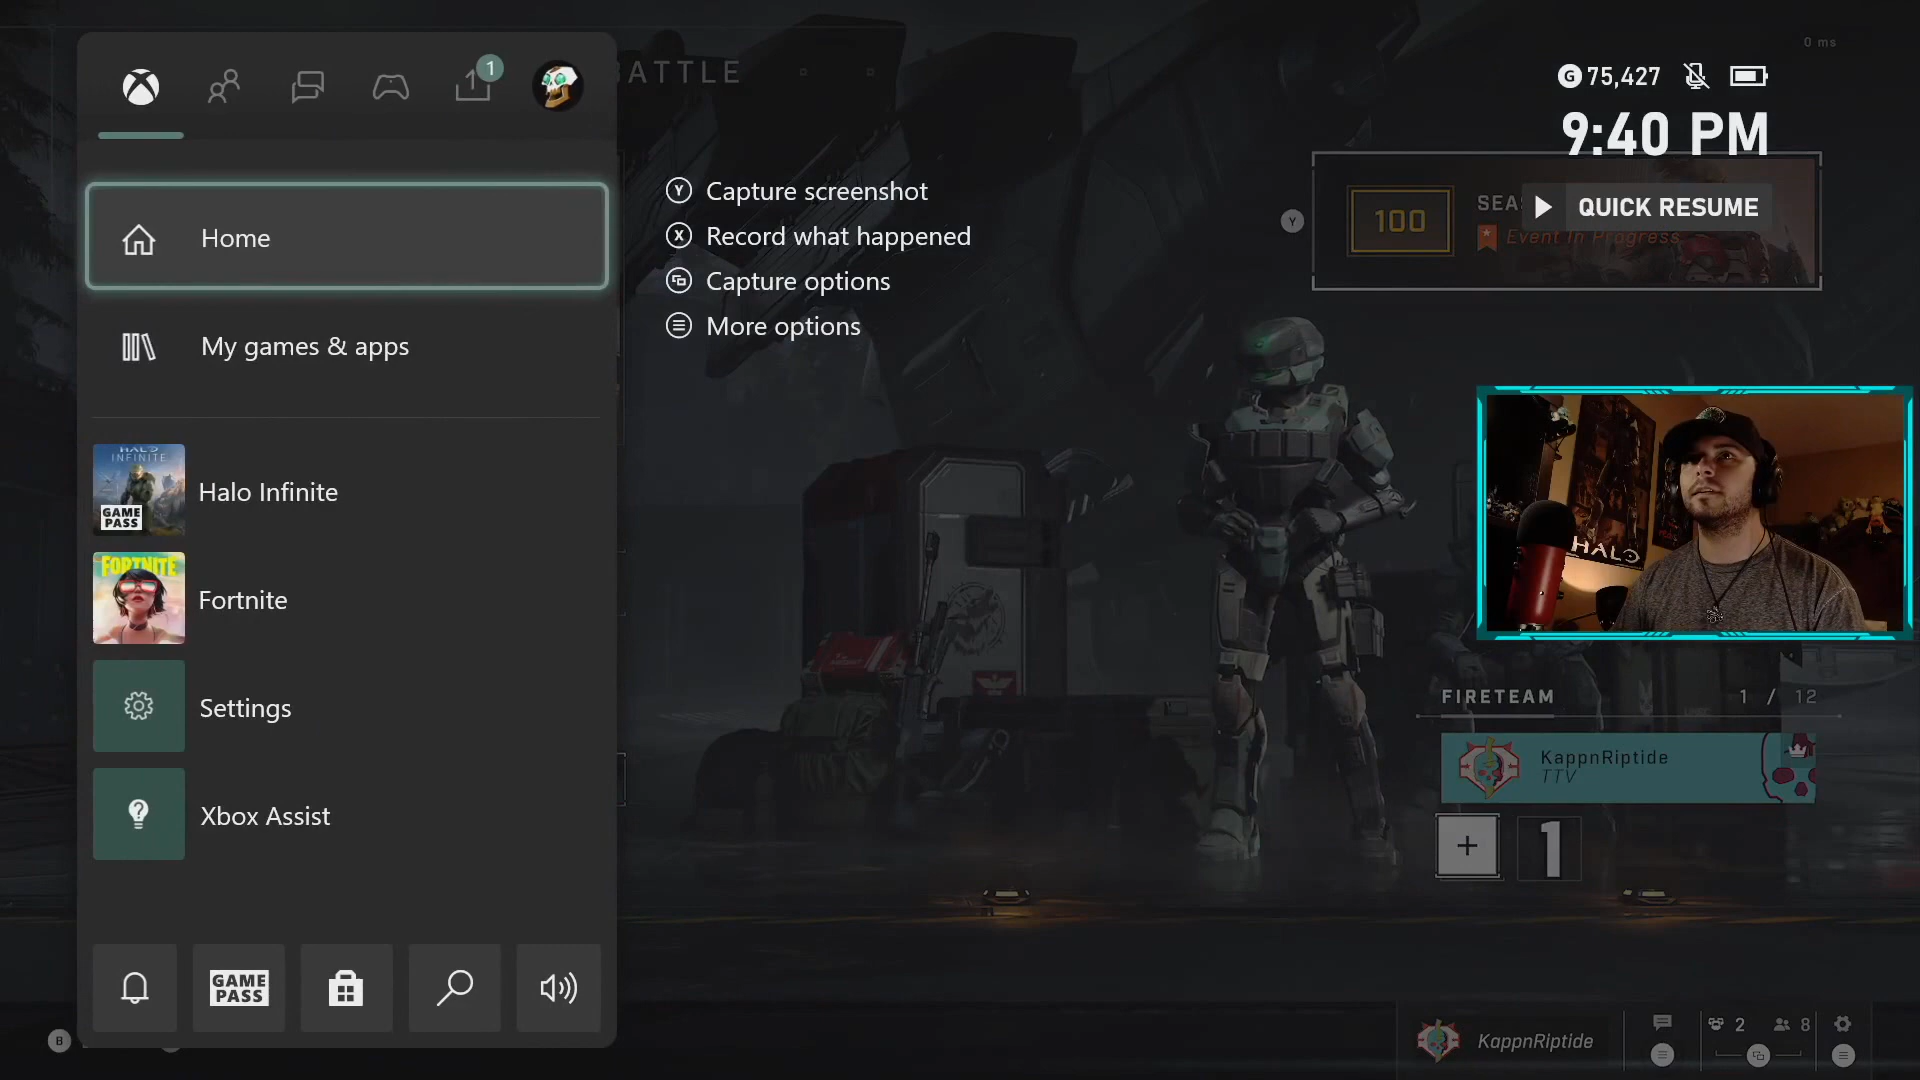 0 ms
1
BATTLE
G 75,427
9:40 PM
Home
Y Capture screenshot
X Record what happened
Capture options
More options
Y
100
SEA
QUICK RESUME
Event In Progress
My games & apps
HALO
INFINITE
GAME
PASS
Halo Infinite
FORTNITE
Fortnite
HALO
Settings
FIRETEAM
1 / 12
KappnRiptide
TTV
Xbox Assist
+
1
GAME
PASS
B
KappnRiptide
2
8